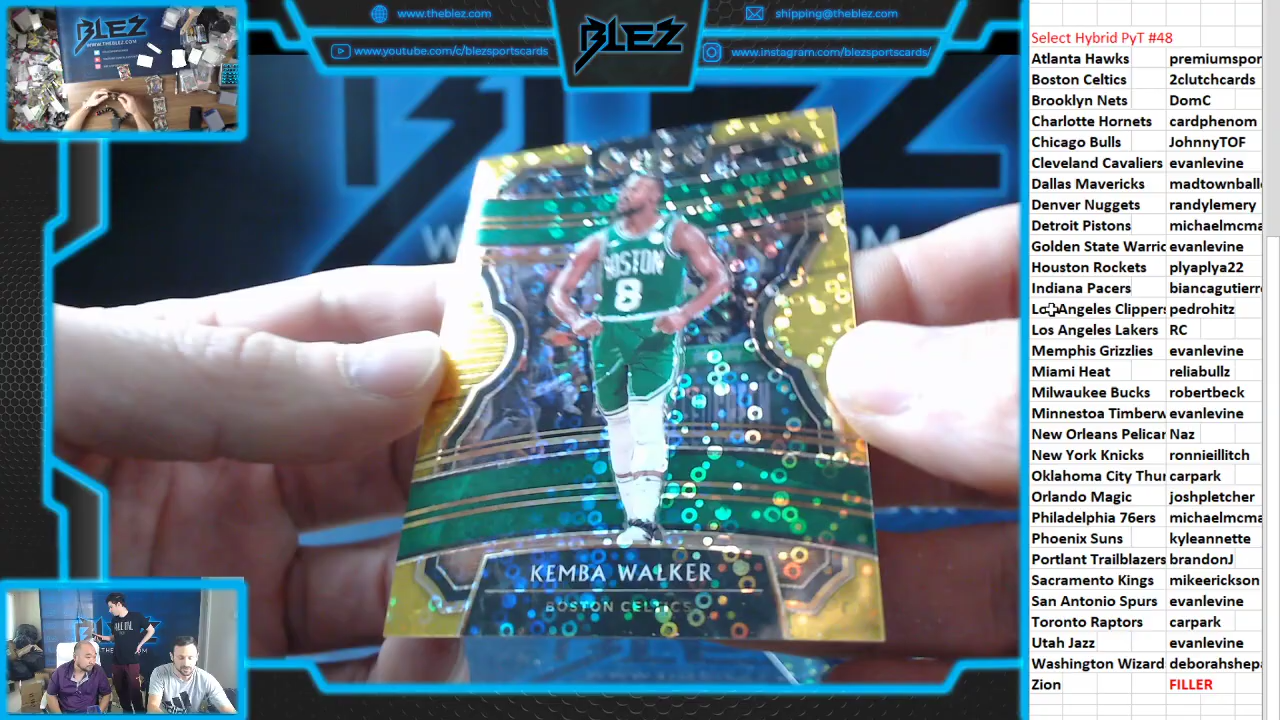 www.theblez.com
www.youtube.com/c/blezsportscards
BLEZ
shipping@theblez.com
www.instagram.com/blezsportscards/
BLEZ
WWW.THEBLEZ.COM
BLEZ
BOSTON
8
KEMBA WALKER
BOSTON CELTICS
Select Hybrid PyT #48
Atlanta Hawks premiumspor
Boston Celtics 2clutchcards
Brooklyn Nets DomC
Charlotte Hornets cardphenom
Chicago Bulls JohnnyTOF
Cleveland Cavaliers evanlevine
Dallas Mavericks madtownball
Denver Nuggets randylemery
Detroit Pistons michaelmcma
Golden State Warric evanlevine
Houston Rockets plyaplya22
Indiana Pacers biancagutierr
Los Angeles Clippers pedrohitz
Los Angeles Lakers RC
Memphis Grizzlies evanlevine
Miami Heat reliabullz
Milwaukee Bucks robertbeck
Minnestoa Timberw evanlevine
New Orleans Pelicar Naz
New York Knicks ronnieillitch
Oklahoma City Thu carpark
Orlando Magic joshpletcher
Philadelphia 76ers michaelmcma
Phoenix Suns kyleannette
Portlant Trailblazers brandonJ
Sacramento Kings mikeerickson
San Antonio Spurs evanlevine
Toronto Raptors carpark
Utah Jazz evanlevine
Washington Wizard deborahshepa
Zion FILLER